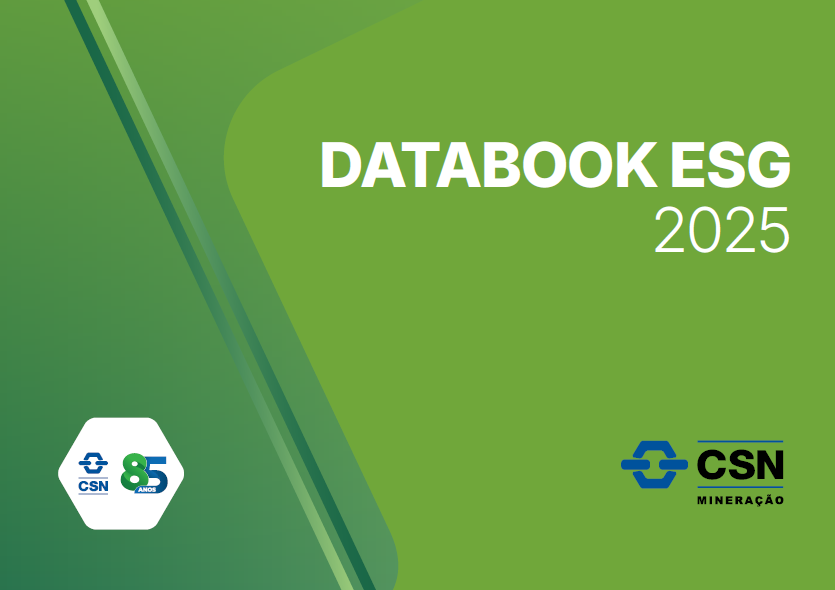 DATABOOK ESG
2025
CSN
85
ANOS
CSN
MINERAÇÃO